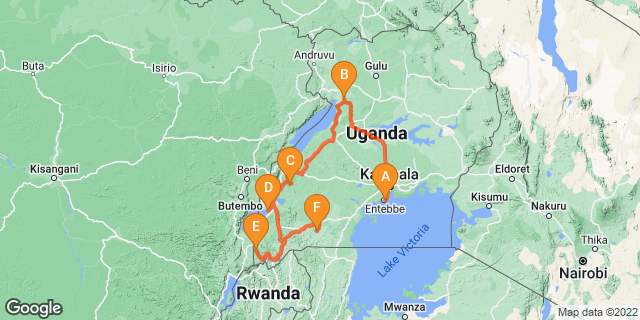 Andruvu
Buta
Isirio
B
Gulu
Uganda
Kisangani
Beni
C
Kampala
A
Eldoret
Butembo
D
Entebbe
Kisumu
F
Nakuru
E
Lake Victoria
Thika
Nairobi
Rwanda
Mwanza
Google
Map data ©2022